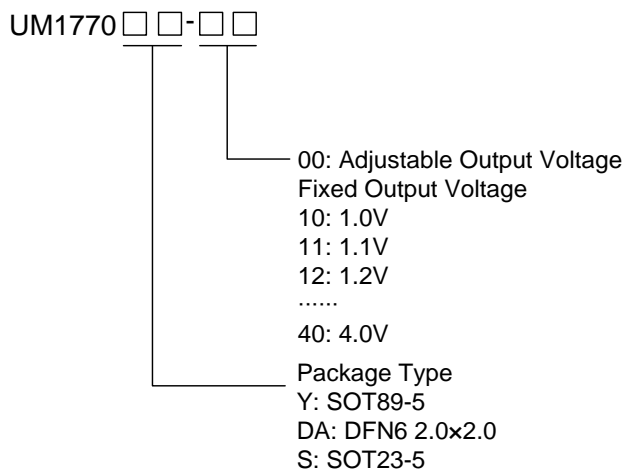 UM1770□□-□□
00: Adjustable Output Voltage
Fixed Output Voltage
10: 1.0V
11: 1.1V
12: 1.2V
······
40: 4.0V
Package Type
Y: SOT89-5
DA: DFN6 2.0×2.0
S: SOT23-5